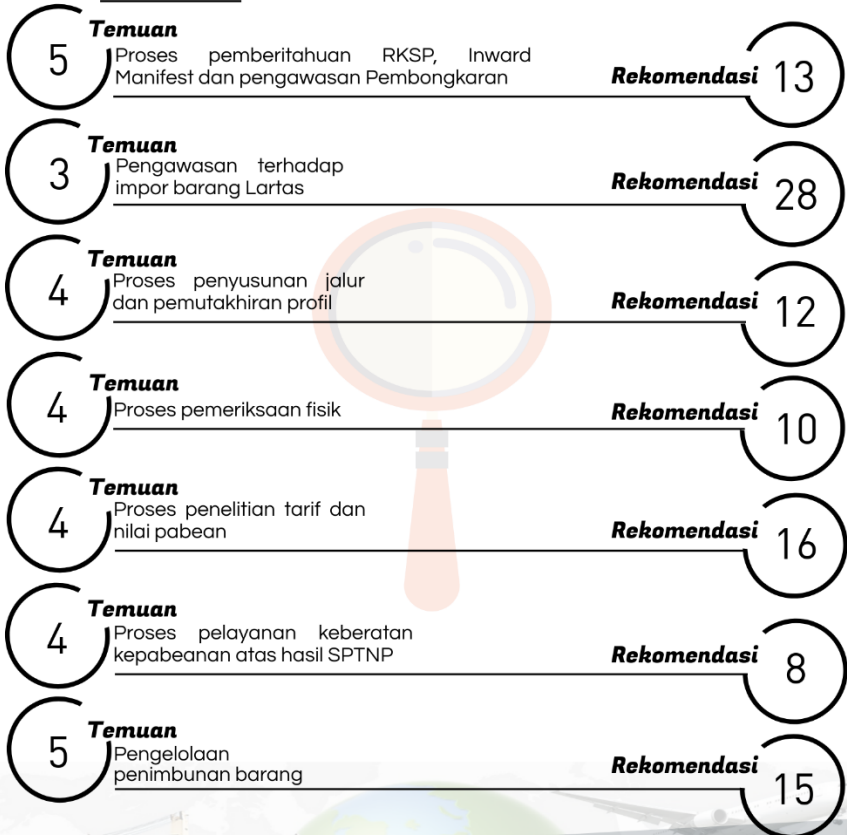 Temuan
5
Proses pemberitahuan RKSP, Inward
Manifest dan pengawasan Pembongkaran
Rekomendasi 13
Temuan
3
Pengawasan terhadap
impor barang Lartas
Rekomendasi 28
Temuan
4
Proses penyusunan jalur
dan pemutakhiran profil
Rekomendasi 12
Temuan
4
Proses pemeriksaan fisik
Rekomendasi 10
Temuan
4
Proses penelitian tarif dan
nilai pabean
Rekomendasi 16
Temuan
4
Proses pelayanan keberatan
kepabeanan atas hasil SPTNP
Rekomendasi 8
Temuan
5
Pengelolaan
penimbunan barang
Rekomendasi 15